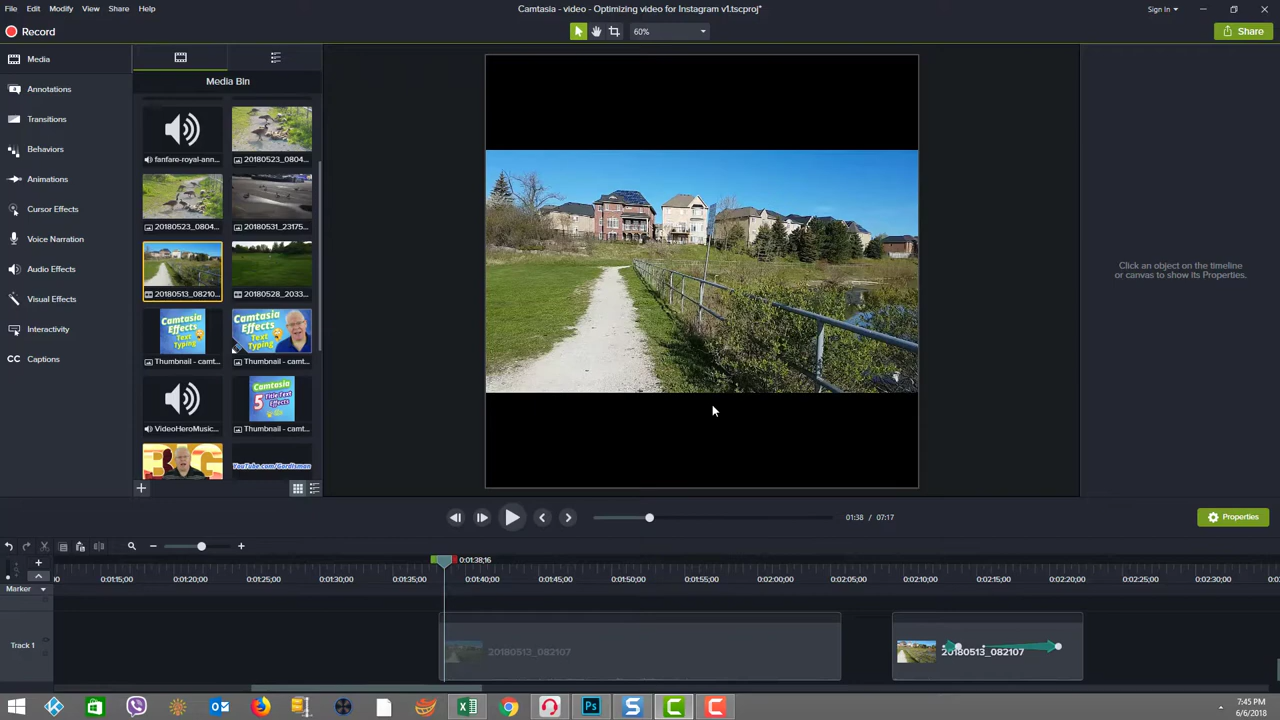 File Edit Modify View Share Help
Camtasia - video - Optimizing video for Instagram v1.tscproj*
Sign In
Record
60%
Share
Media
Annotations
Transitions
Behaviors
Animations
Cursor Effects
Voice Narration
Audio Effects
Visual Effects
Interactivity
CC Captions
Media Bin
fanfare-royal-ann...
20180523_0804...
20180523_0804...
20180531_23175...
20180513_08210...
20180528_2033...
Camtasia Effects Text Typing
Camtasia Effects Text Typing
Thumbnail - camt...
Thumbnail - camt...
Camtasia 5 Title Text Effects
VideoHeroMusic...
Thumbnail - camt...
BIG
YouTube.com/Gordisman
Click an object on the timeline
or canvas to show its Properties.
01:38 / 07:17
Properties
0:01:38;16
Marker
0:01:15;00 0:01:20;00 0:01:25;00 0:01:30;00 0:01:35;00 0:01:40;00 0:01:45;00 0:01:50;00 0:01:55;00 0:02:00;00 0:02:05;00 0:02:10;00 0:02:15;00 0:02:20;00 0:02:25;00 0:02:30;00
Track 1
20180513_082107
20180513_082107
7:45 PM
6/6/2018